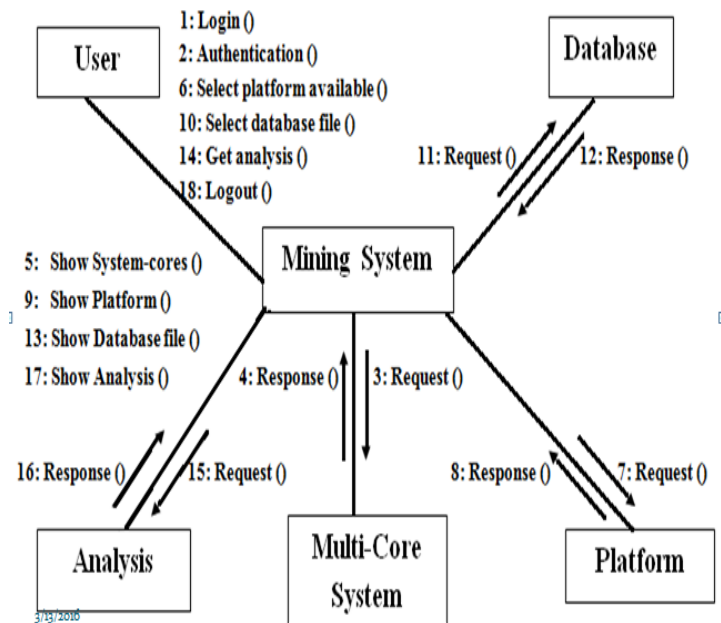 User
1: Login ()
2: Authentication ()
6: Select platform available ()
10: Select database file ()
14: Get analysis ()
18: Logout ()
Database
11: Request ()
12: Response ()
Mining System
5: Show System-cores ()
9: Show Platform ()
13: Show Database file ()
17: Show Analysis ()
4: Response ()
3: Request ()
16: Response ()
15: Request ()
8: Response ()
7: Request ()
Analysis
Multi-Core
System
Platform
3/13/2016